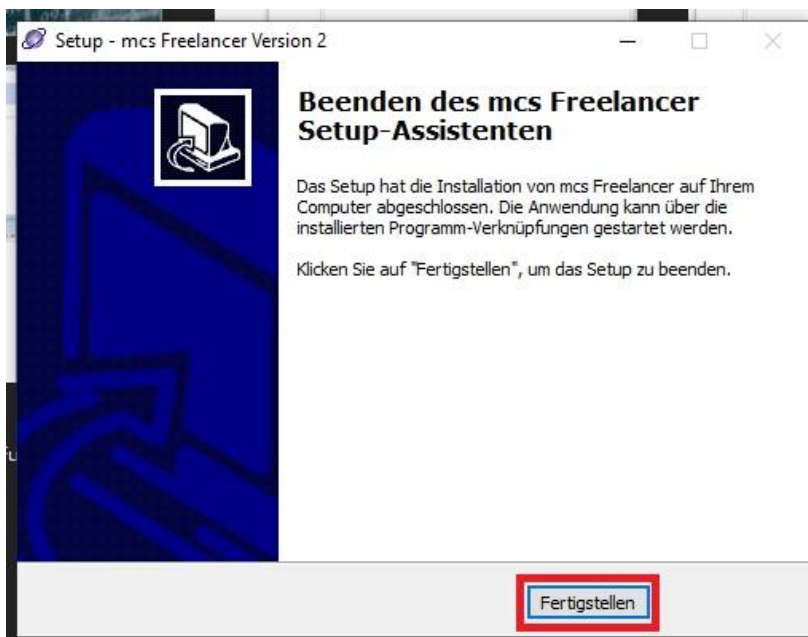 Setup - mcs Freelancer Version 2
Beenden des mcs Freelancer
Setup-Assistenten
Das Setup hat die Installation von mcs Freelancer auf Ihrem
Computer abgeschlossen. Die Anwendung kann über die
installierten Programm-Verknüpfungen gestartet werden.
Klicken Sie auf "Fertigstellen", um das Setup zu beenden.
Fertigstellen